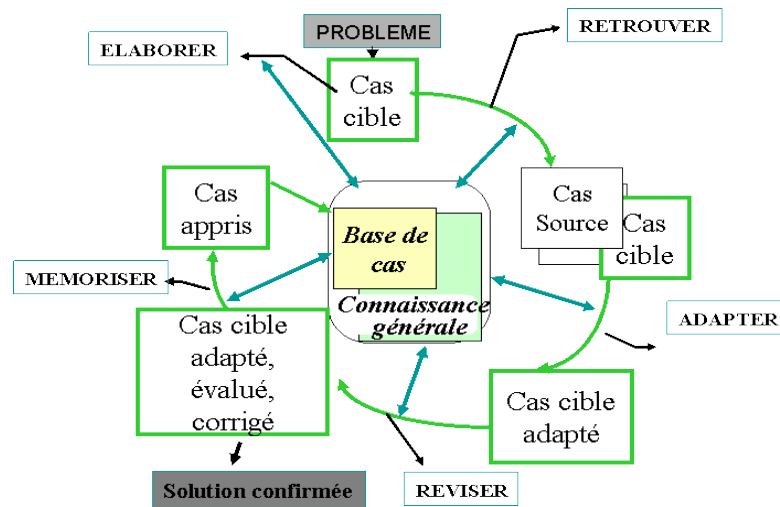 PROBLEME
RETROUVER
ELABORER
Cas
cible
Cas
Source
Cas
cible
Cas
appris
Base de
cas
Connaissance
générale
MEMORISER
ADAPTER
Cas cible
adapté,
évalué,
corrigé
Cas cible
adapté
Solution confirmée
REVISER